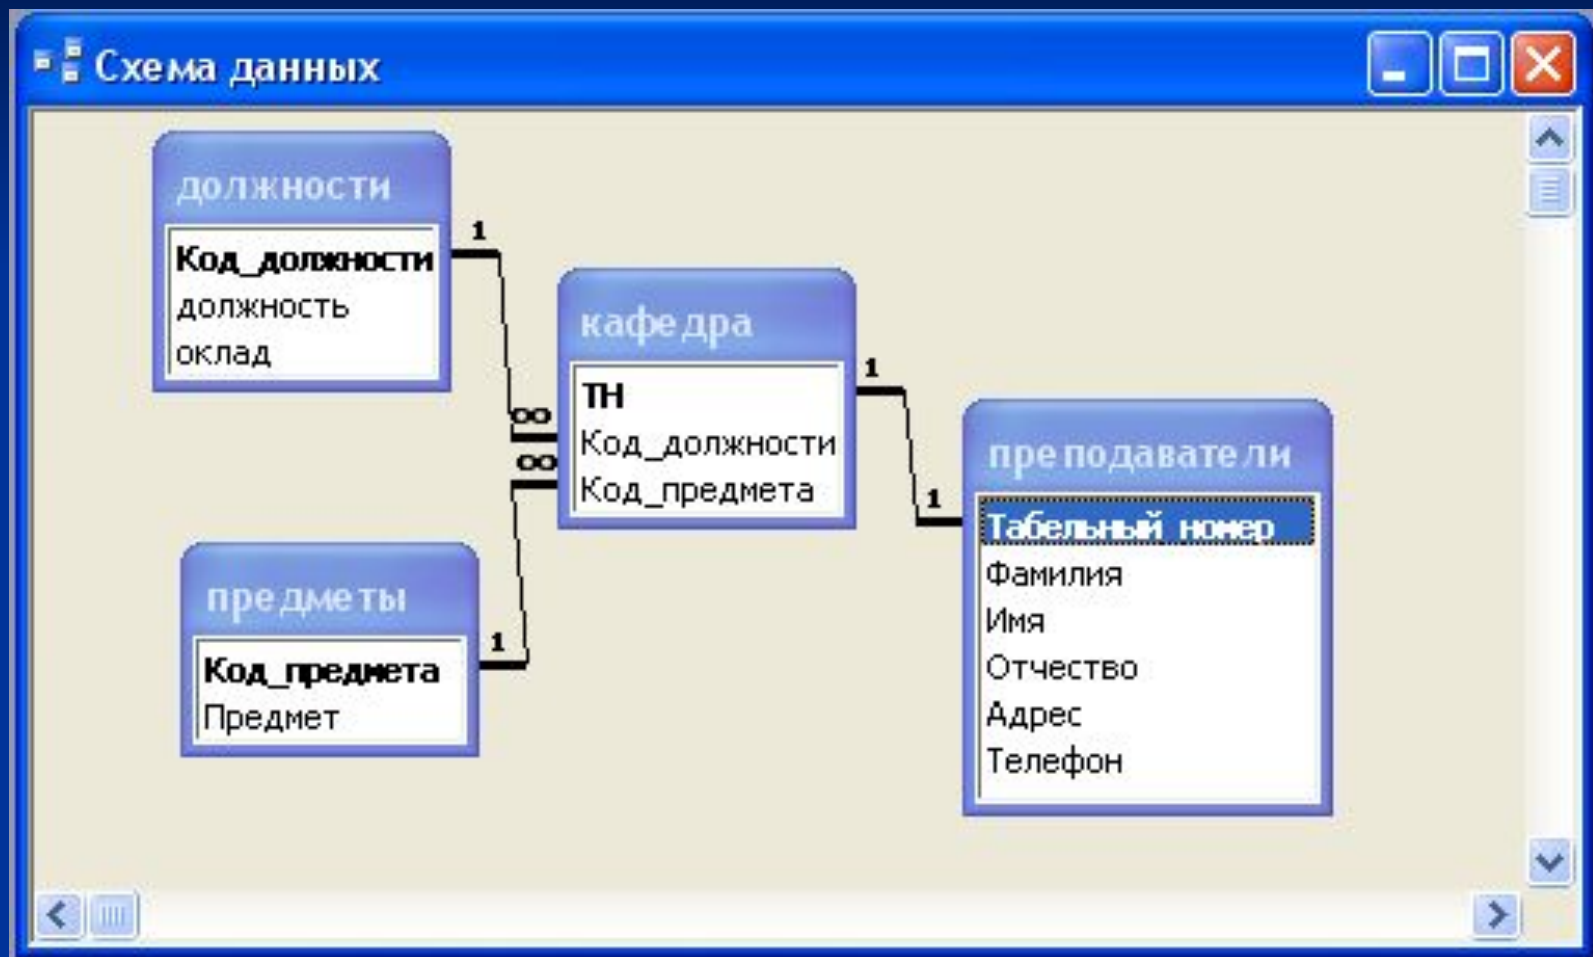 Схема данных
должности
Код_должности
должность
оклад
1
∞
кафедра
ТН
Код_должности
Код_предмета
1
1
∞
предметы
Код_предмета
Предмет
1
преподаватели
Табельный номер
Фамилия
Имя
Отчество
Адрес
Телефон